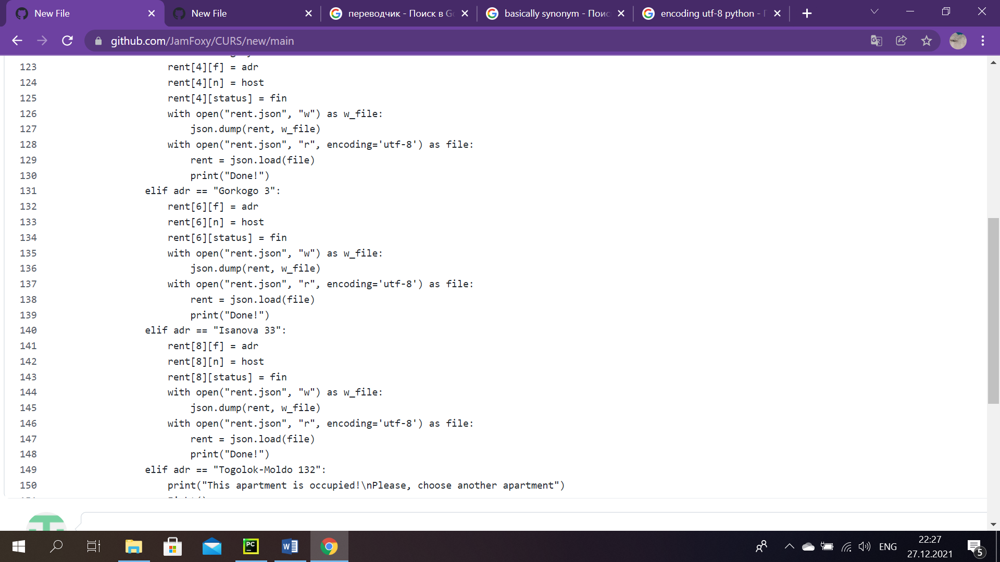 New File
New File
переводчик - Поиск в Go
basically synonym - Поис
encoding utf-8 python - П
github.com/JamFoxy/CURS/new/main
123 rent[4][f] = adr
124 rent[4][n] = host
125 rent[4][status] = fin
126 with open("rent.json", "w") as w_file:
127 json.dump(rent, w_file)
128 with open("rent.json", "r", encoding='utf-8') as file:
129 rent = json.load(file)
130 print("Done!")
131 elif adr == "Gorkogo 3":
132 rent[6][f] = adr
133 rent[6][n] = host
134 rent[6][status] = fin
135 with open("rent.json", "w") as w_file:
136 json.dump(rent, w_file)
137 with open("rent.json", "r", encoding='utf-8') as file:
138 rent = json.load(file)
139 print("Done!")
140 elif adr == "Isanova 33":
141 rent[8][f] = adr
142 rent[8][n] = host
143 rent[8][status] = fin
144 with open("rent.json", "w") as w_file:
145 json.dump(rent, w_file)
146 with open("rent.json", "r", encoding='utf-8') as file:
147 rent = json.load(file)
148 print("Done!")
149 elif adr == "Togolok-Moldo 132":
150 print("This apartment is occupied!\nPlease, choose another apartment")
PC
W
ENG
22:27
27.12.2021
5